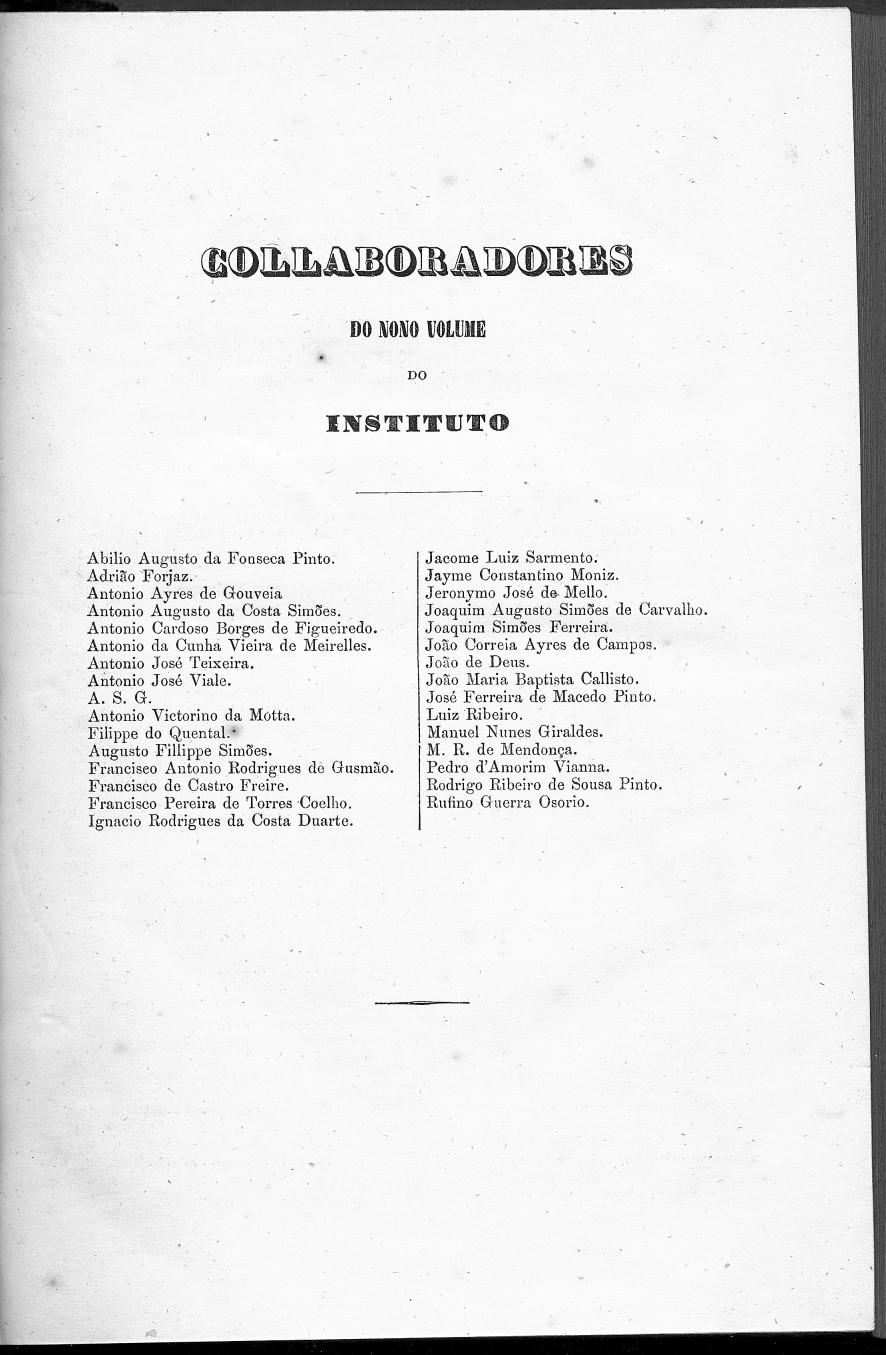 COLLABORADORES
DO NONO VOLUME
DO
INSTITUTO
Abilio Augusto da Fonseca Pinto.
Adrião Forjaz.
Antonio Ayres de Gouveia
Antonio Augusto da Costa Simões.
Antonio Cardoso Borges de Figueiredo.
Antonio da Cunha Vieira de Meirelles.
Antonio José Teixeira.
Antonio José Viale.
A. S. G.
Antonio Victorino da Motta.
Filippe do Quental.
Augusto Fillippe Simões.
Francisco Antonio Rodrigues de Gusmão.
Francisco de Castro Freire.
Francisco Pereira de Torres Coelho.
Ignacio Rodrigues da Costa Duarte.
Jacome Luiz Sarmento.
Jayme Constantino Moniz.
Jeronymo José de Mello.
Joaquim Augusto Simões de Carvalho.
Joaquim Simões Ferreira.
João Correia Ayres de Campos.
João de Deus.
João Maria Baptista Callisto.
José Ferreira de Macedo Pinto.
Luiz Ribeiro.
Manuel Nunes Giraldes.
M. R. de Mendonça.
Pedro d'Amorim Vianna.
Rodrigo Ribeiro de Sousa Pinto.
Rufino Guerra Osorio.